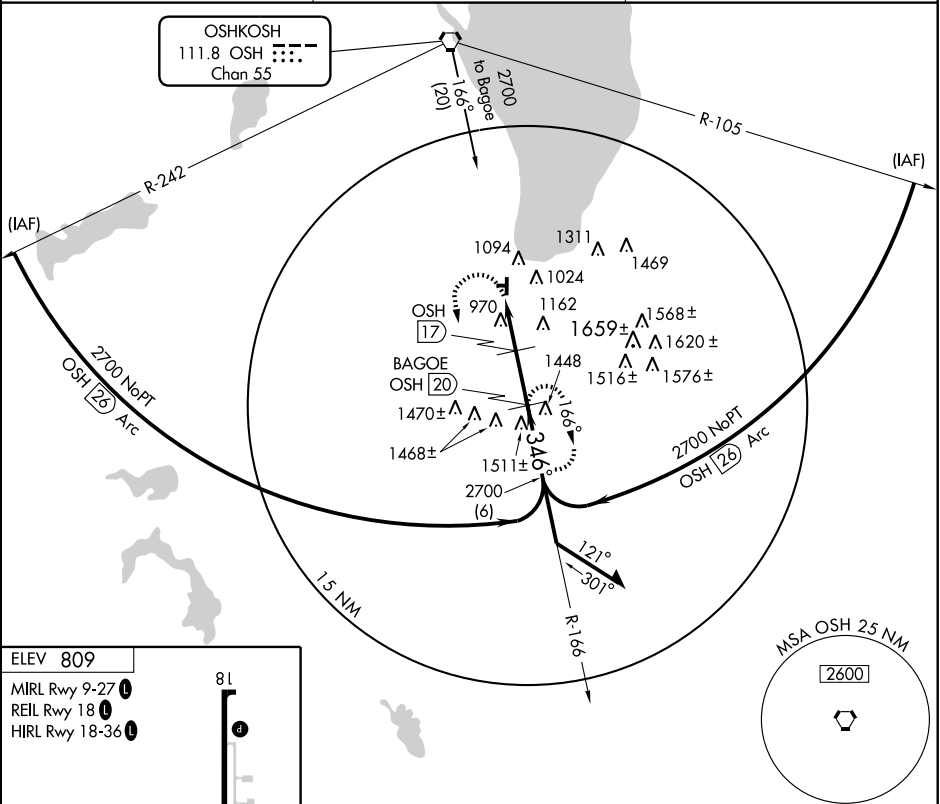 OSHKOSH
111.8 OSH
Chan 55
2700
to Bagoe
166°
(20)
R-105
(IAF)
R-242
(IAF)
1094
1311
1469
1024
OSH
17
970
1162
1568±
1659±
1620 ±
BAGOE
OSH 20
1448
1516±
1576±
2700 NoPT
OSH 26 Arc
1470±
166°
2700 NoPT
OSH 26 Arc
1468±
1511±
346°
2700
(6)
121°
301°
15 NM
R-166
MSA OSH 25 NM
2600
ELEV 809
MIRL Rwy 9-27 L
REIL Rwy 18 L
HIRL Rwy 18-36 L
18
P